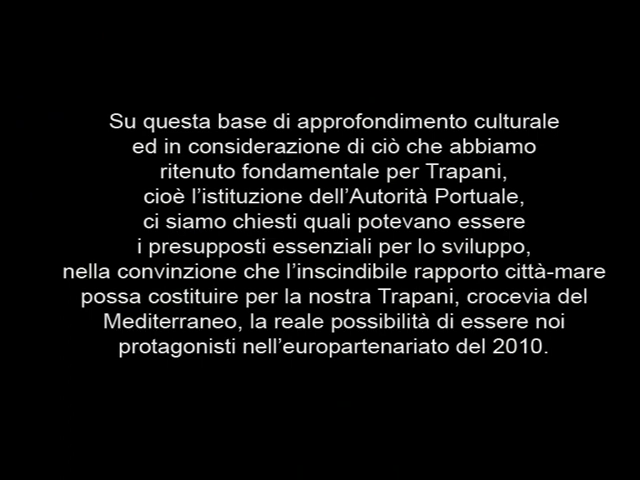 Su questa base di approfondimento culturale
ed in considerazione di ciò che abbiamo
ritenuto fondamentale per Trapani,
cioè l'istituzione dell'Autorità Portuale,
ci siamo chiesti quali potevano essere
i presupposti essenziali per lo sviluppo,
nella convinzione che l'inscindibile rapporto città-mare
possa costituire per la nostra Trapani, crocevia del
Mediterraneo, la reale possibilità di essere noi
protagonisti nell'europartenariato del 2010.